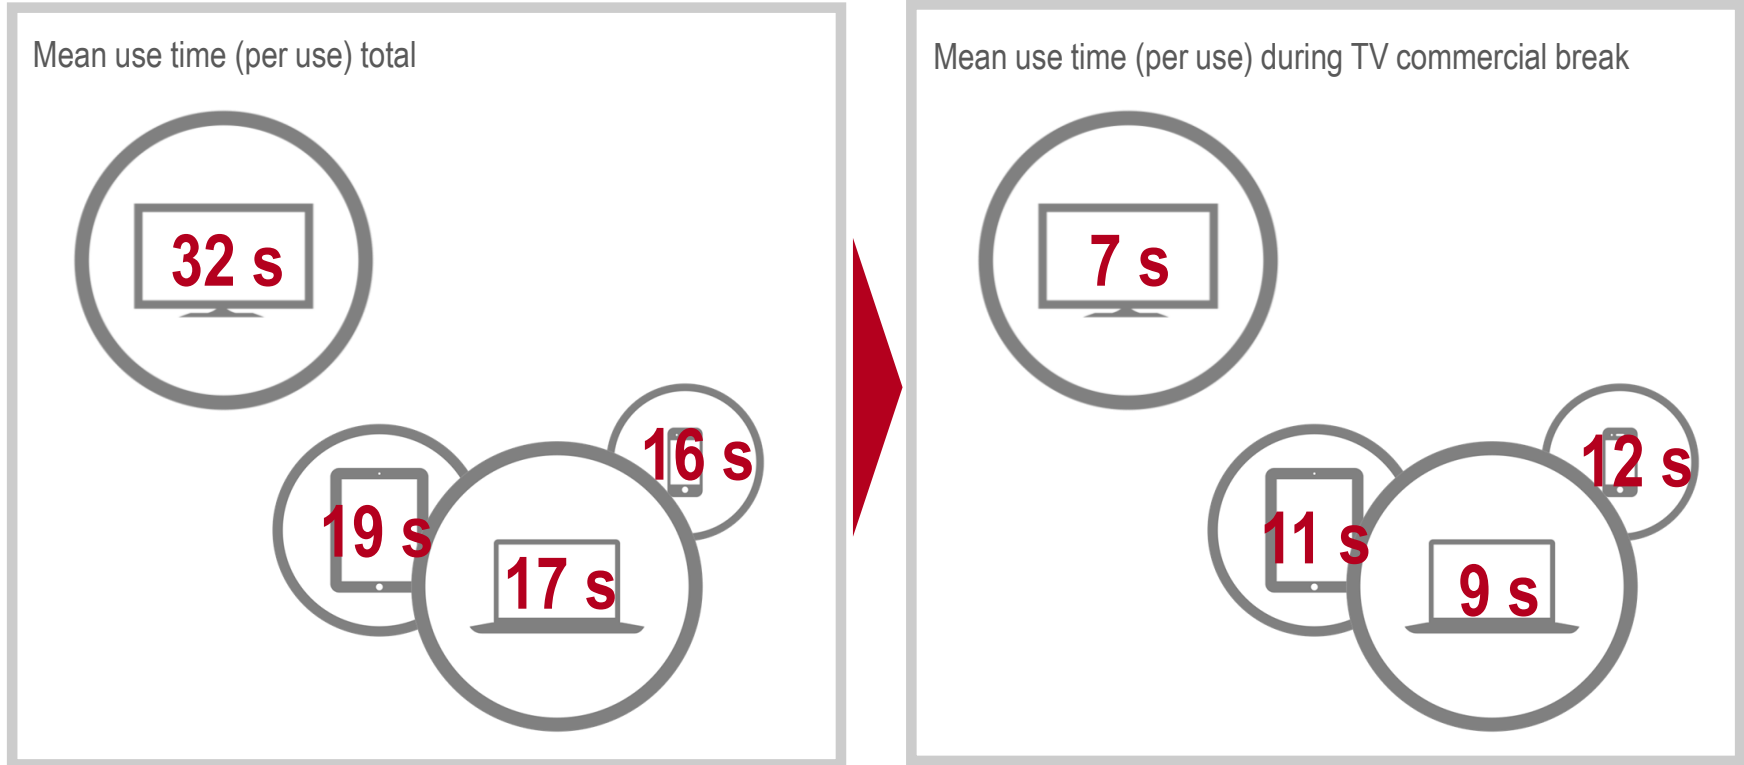 Mean use time (per use) total
32 s
16 s
19 s
17 s
Mean use time (per use) during TV commercial break
7 s
12 s
11 s
9 s